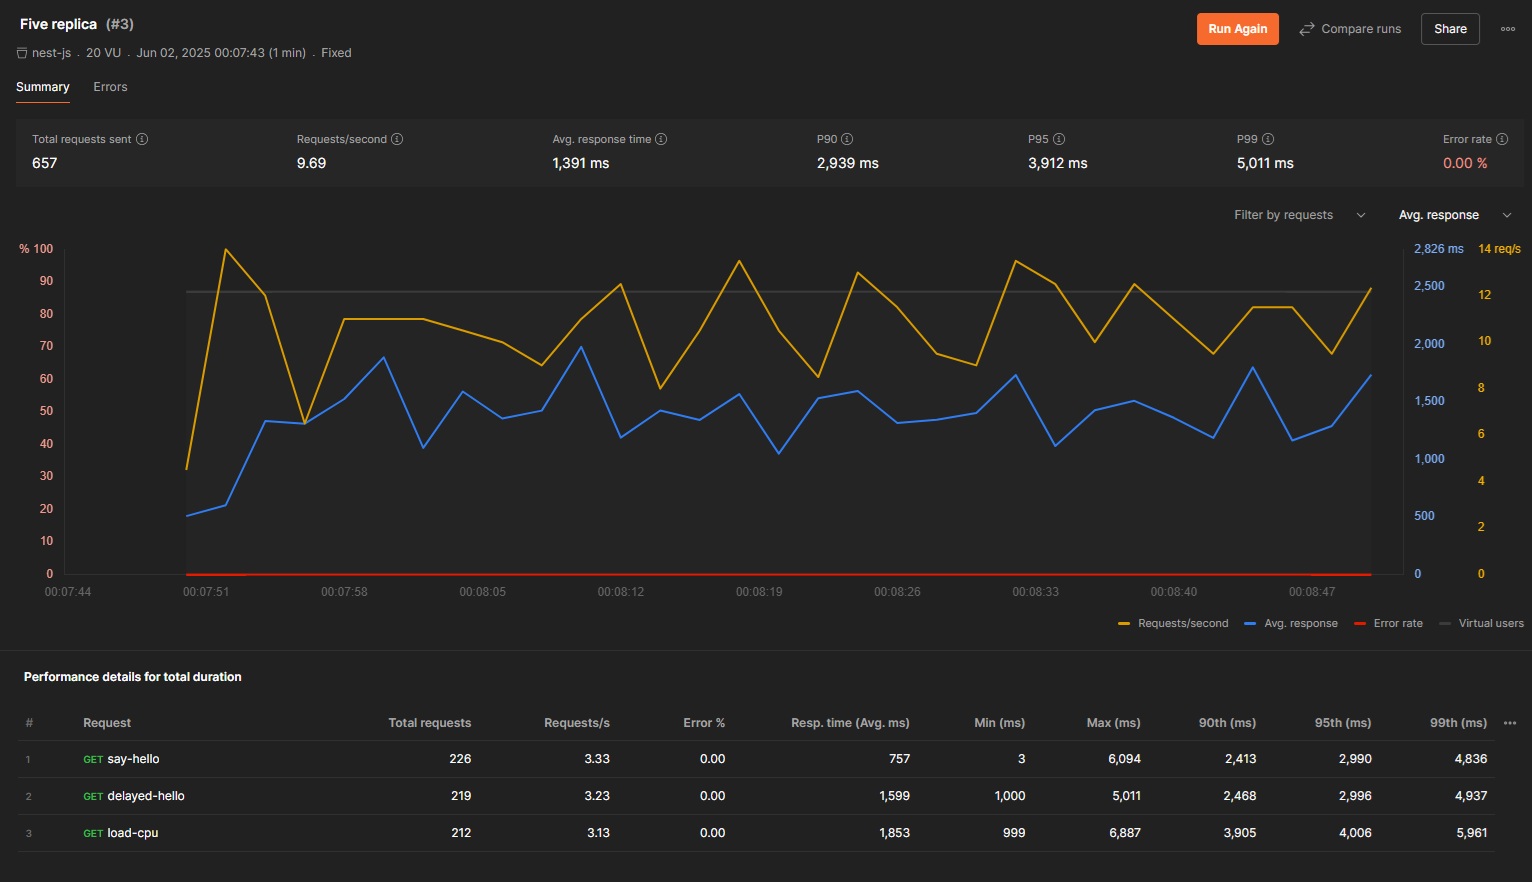 Five replica (#3)
Run Again
Compare runs
Share
nest-js . 20 VU . Jun 02, 2025 00:07:43 (1 min) . Fixed
Summary Errors
Total requests sent Requests/second Avg. response time P90 P95 P99 Error rate
657 9.69 1,391 ms 2,939 ms 3,912 ms 5,011 ms 0.00 %
Filter by requests Avg. response
% 100 2,826 ms 14 req/s
90 2,500 12
80
70 2,000 10
60 8
50 1,500
40 1,000 6
30 4
20 500
10 2
0 0 0
00:07:44 00:07:51 00:07:58 00:08:05 00:08:12 00:08:19 00:08:26 00:08:33 00:08:40 00:08:47
Requests/second Avg. response Error rate Virtual users
Performance details for total duration
# Request Total requests Requests/s Error % Resp. time (Avg. ms) Min (ms) Max (ms) 90th (ms) 95th (ms) 99th (ms)
1 GET say-hello 226 3.33 0.00 757 3 6,094 2,413 2,990 4,836
2 GET delayed-hello 219 3.23 0.00 1,599 1,000 5,011 2,468 2,996 4,937
3 GET load-cpu 212 3.13 0.00 1,853 999 6,887 3,905 4,006 5,961